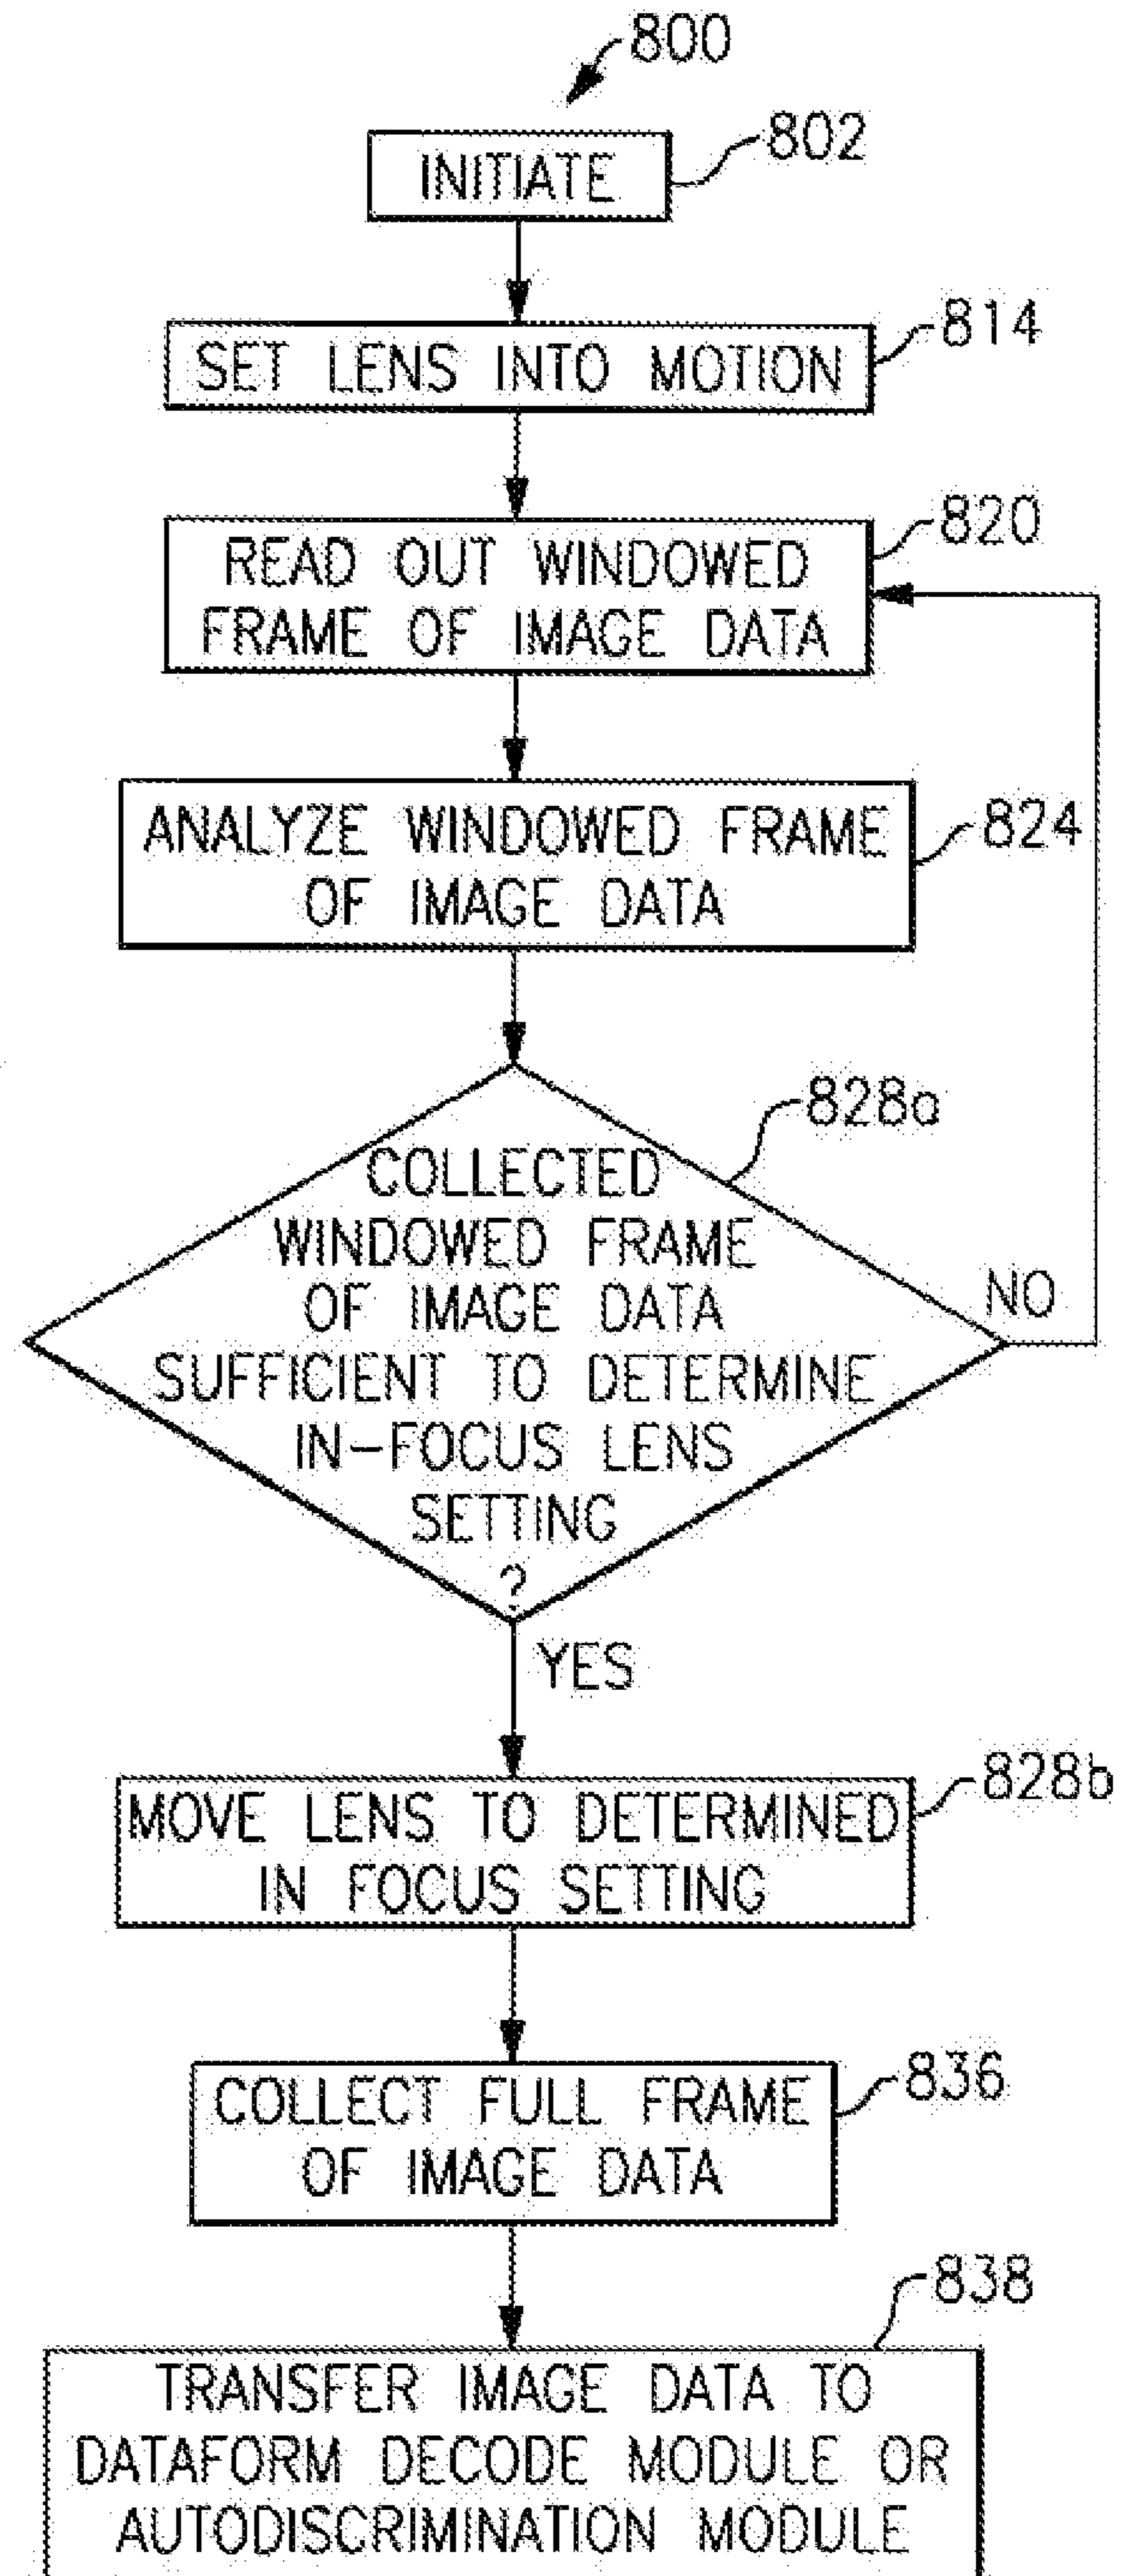 800
802
INITIATE
814
SET LENS INTO MOTION
820
READ OUT WINDOWED
FRAME OF IMAGE DATA
824
ANALYZE WINDOWED FRAME
OF IMAGE DATA
828a
COLLECTED
WINDOWED FRAME
OF IMAGE DATA
SUFFICIENT TO DETERMINE
IN-FOCUS LENS
SETTING
?
NO
YES
828b
MOVE LENS TO DETERMINED
IN FOCUS SETTING
836
COLLECT FULL FRAME
OF IMAGE DATA
838
TRANSFER IMAGE DATA TO
DATAFORM DECODE MODULE OR
AUTODISCRIMINATION MODULE